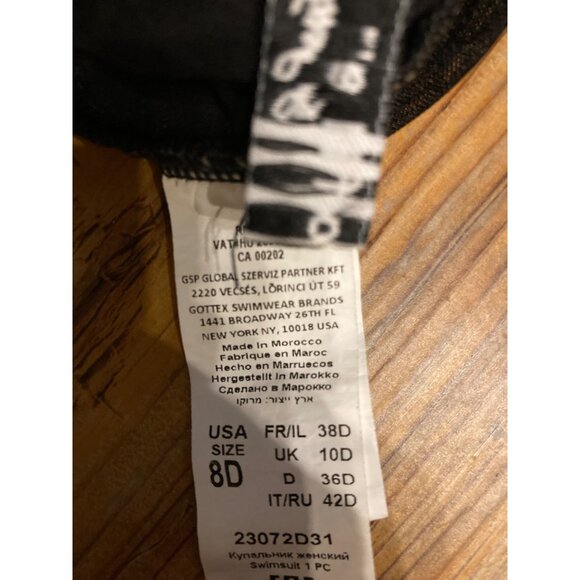 VAT#HU
CA 00202
GSP GLOBAL SZERVIZ PARTNER KFT
2220 VECSÉS, LŐRINCI ÚT 59
GOTTEX SWIMWEAR BRANDS
1441 BROADWAY 26TH FL
NEW YORK NY, 10018 USA
Made in Morocco
Fabrique en Maroc
Hecho en Marruecos
Hergestellt in Marokko
Сделано в Марокко
ארץ ייצור: מרוקו
USA FR/IL 38D
SIZE UK 10D
8D D 36D
IT/RU 42D
23072D31
Купальник женский
Swimsuit 1 PC